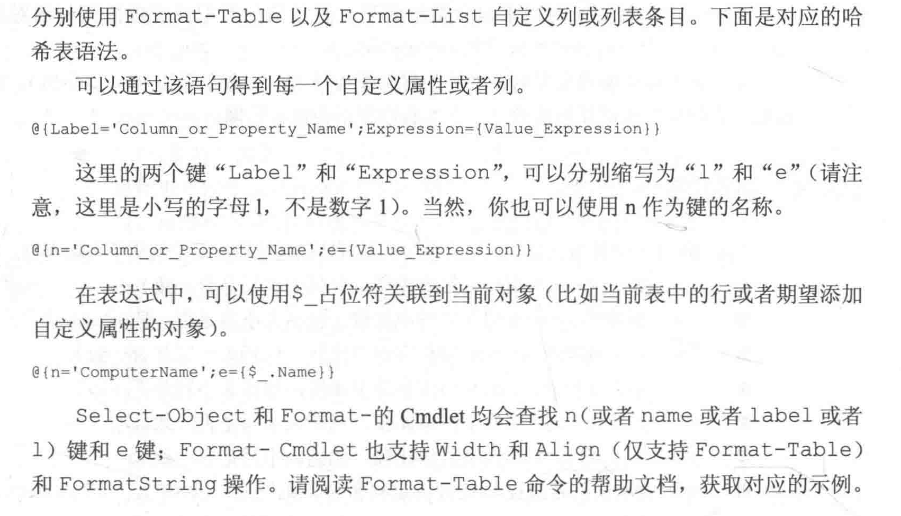 分别使用 Format-Table 以及 Format-List 自定义列或列表条目。下面是对应的哈
希表语法。
可以通过该语句得到每一个自定义属性或者列。
@{Label='Column_or_Property_Name';Expression={Value_Expression}}
这里的两个键“Label”和“Expression”，可以分别缩写为“l”和“e”（请注
意，这里是小写的字母 l，不是数字 1）。当然，你也可以使用 n 作为键的名称。
@{n='Column_or_Property_Name';e={Value_Expression}}
在表达式中，可以使用$_占位符关联到当前对象（比如当前表中的行或者期望添加
自定义属性的对象）。
@{n='ComputerName';e={$_.Name}}
Select-Object 和 Format-的 Cmdlet 均会查找 n（或者 name 或者 label 或者
l）键和 e 键；Format- Cmdlet 也支持 Width 和 Align（仅支持 Format-Table）
和 FormatString 操作。请阅读 Format-Table 命令的帮助文档，获取对应的示例。